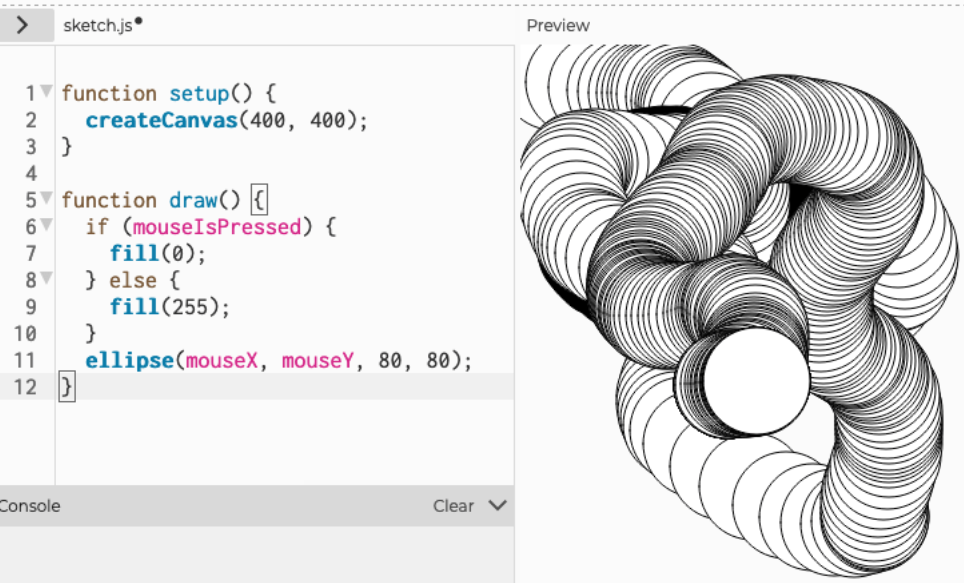 sketch.js
Preview
1 function setup() {
2   createCanvas(400, 400);
3 }
4
5 function draw() {
6   if (mouseIsPressed) {
7     fill(0);
8   } else {
9     fill(255);
10   }
11   ellipse(mouseX, mouseY, 80, 80);
12 }
Console
Clear